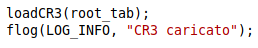 loadCR3(root_tab);
flog(LOG_INFO, "CR3 caricato");